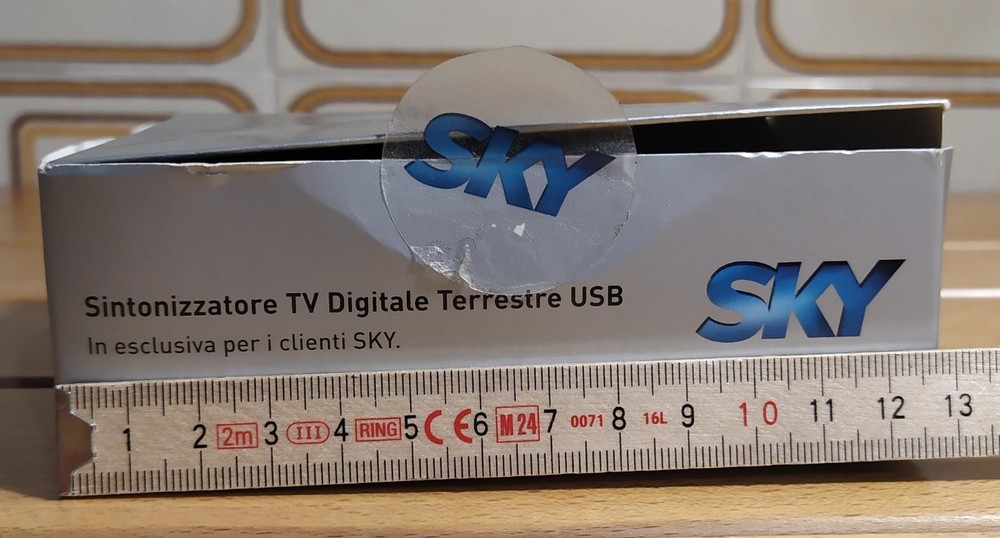 SKY
Sintonizzatore TV Digitale Terrestre USB
In esclusiva per i clienti SKY.
SKY
1 2 2m 3 III 4 RING 5 CE 6 M 24 7 0071 8 16L 9 10 11 12 13